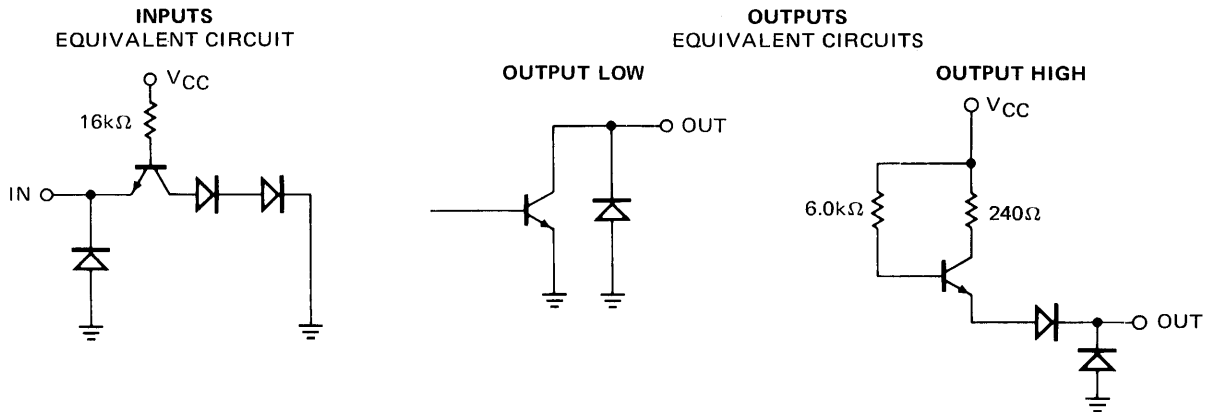 INPUTS
EQUIVALENT CIRCUIT
OUTPUTS
EQUIVALENT CIRCUITS
OUTPUT LOW
OUTPUT HIGH
VCC
16kΩ
IN
OUT
VCC
6.0kΩ
240Ω
OUT